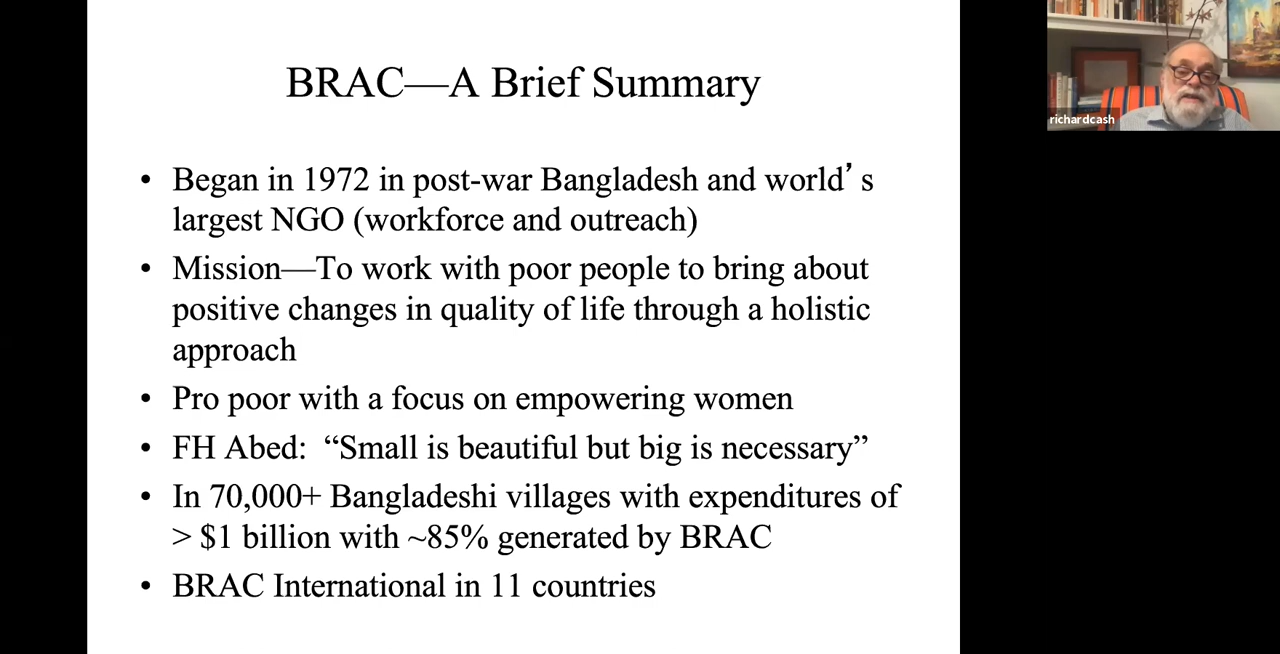 BRAC—A Brief Summary
• Began in 1972 in post-war Bangladesh and world’s
largest NGO (workforce and outreach)
• Mission—To work with poor people to bring about
positive changes in quality of life through a holistic
approach
• Pro poor with a focus on empowering women
• FH Abed:  “Small is beautiful but big is necessary”
• In 70,000+ Bangladeshi villages with expenditures of
> $1 billion with ~85% generated by BRAC
• BRAC International in 11 countries
richardcash